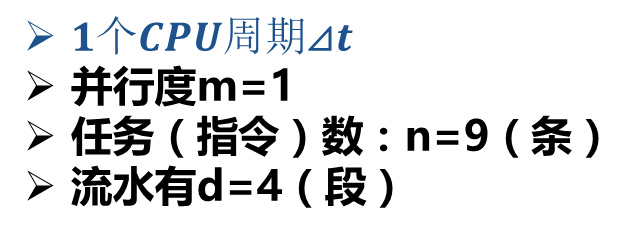 ➢ 1个CPU周期⊿t
➢ 并行度m=1
➢ 任务（指令）数：n=9（条）
➢ 流水有d=4（段）